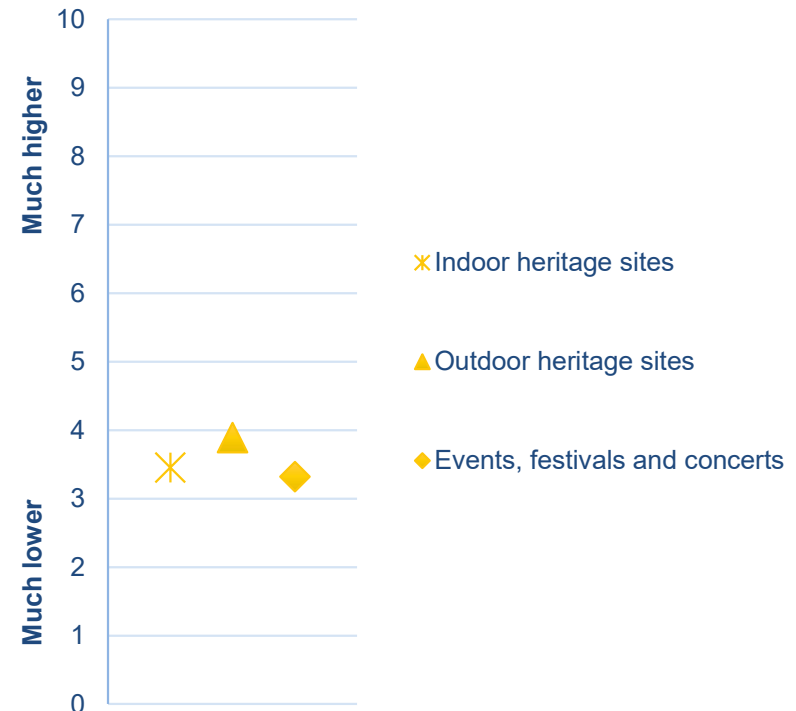 10
9
8
7
6
5
4
3
2
1
0
Much higher
Much lower
Indoor heritage sites
Outdoor heritage sites
Events, festivals and concerts